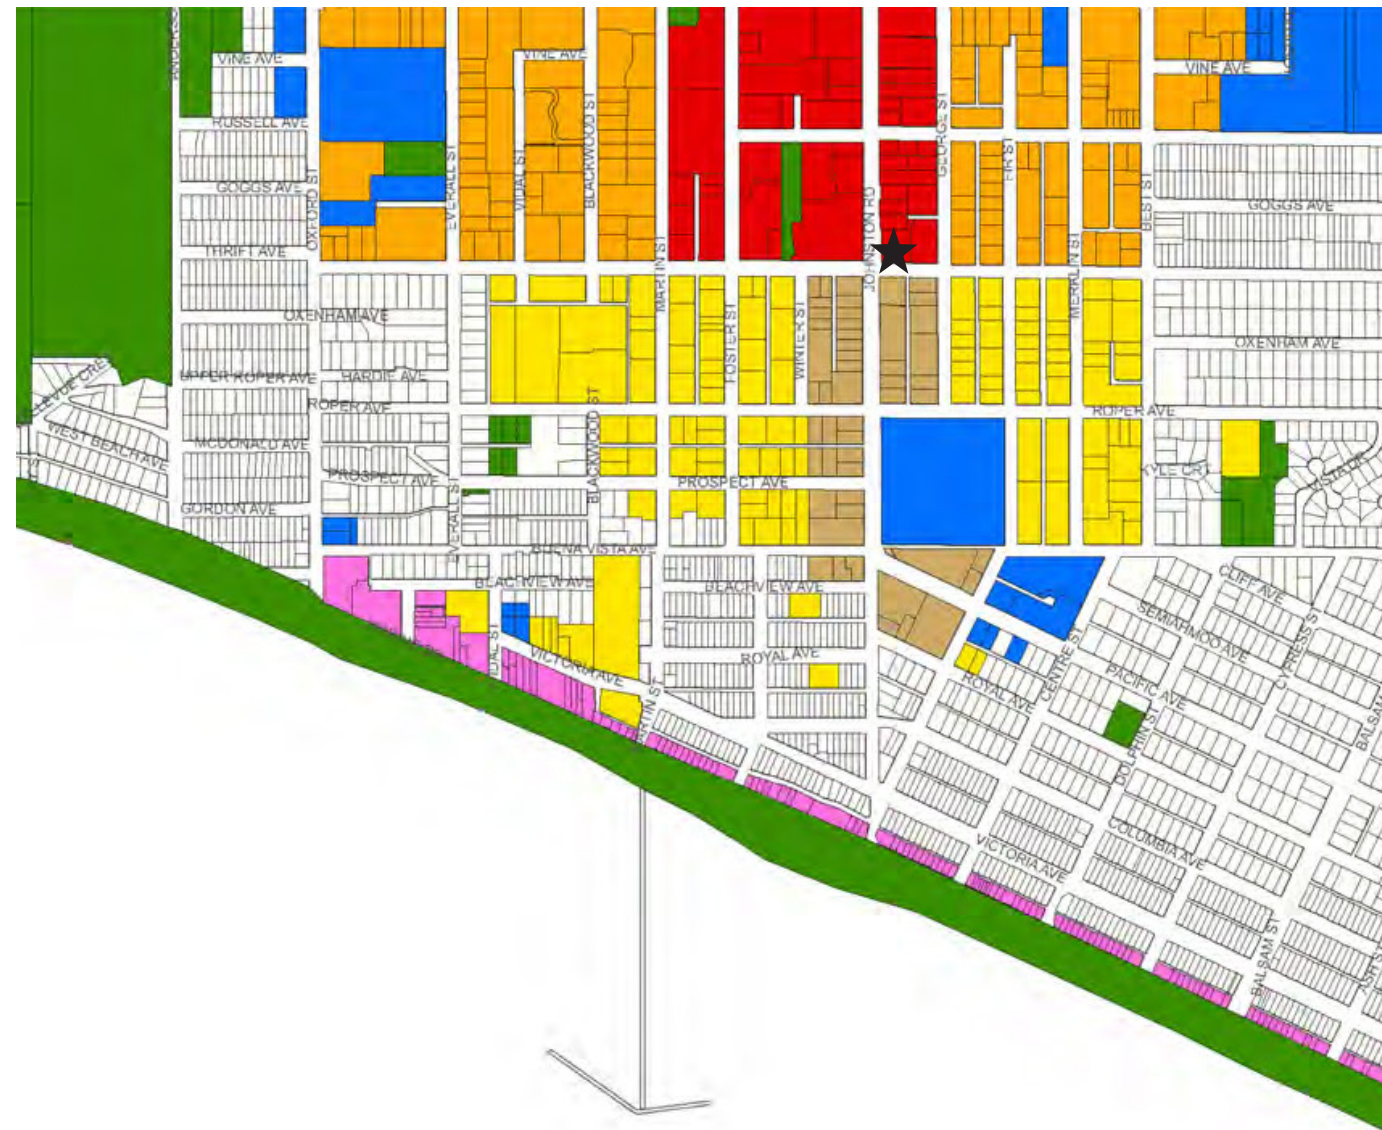 VINE AVE
VINE AVE
VINE AVE
RUSSELL AVE
GEORGE ST
BLACKWOOD ST
EVERALL ST
VIDAL ST
FIR ST
GOGGS AVE
OXFORD ST
BEST ST
GOGGS AVE
JOHNSTON RD
THRIFT AVE
MARTIN ST
MERKLIN ST
OXENHAM AVE
FOSTER ST
WINTER ST
OXENHAM AVE
UPPER ROPER AVE
HARDIE AVE
ROPER AVE
ROPER AVE
WEST BEACH AVE
MCDONALD AVE
BLACKWOOD ST
PROSPECT AVE
PROSPECT AVE
GORDON AVE
EVERALL ST
BUENA VISTA AVE
BEACHVIEW AVE
BEACHVIEW AVE
CLIFF AVE
SEMIAHMOO AVE
CYPRESS ST
VICTORIA AVE
ROYAL AVE
CENTRE ST
ROYAL AVE
PACIFIC AVE
DOLPHIN ST
BALSAM
COLUMBIA AVE
VICTORIA AVE
BALSAM ST